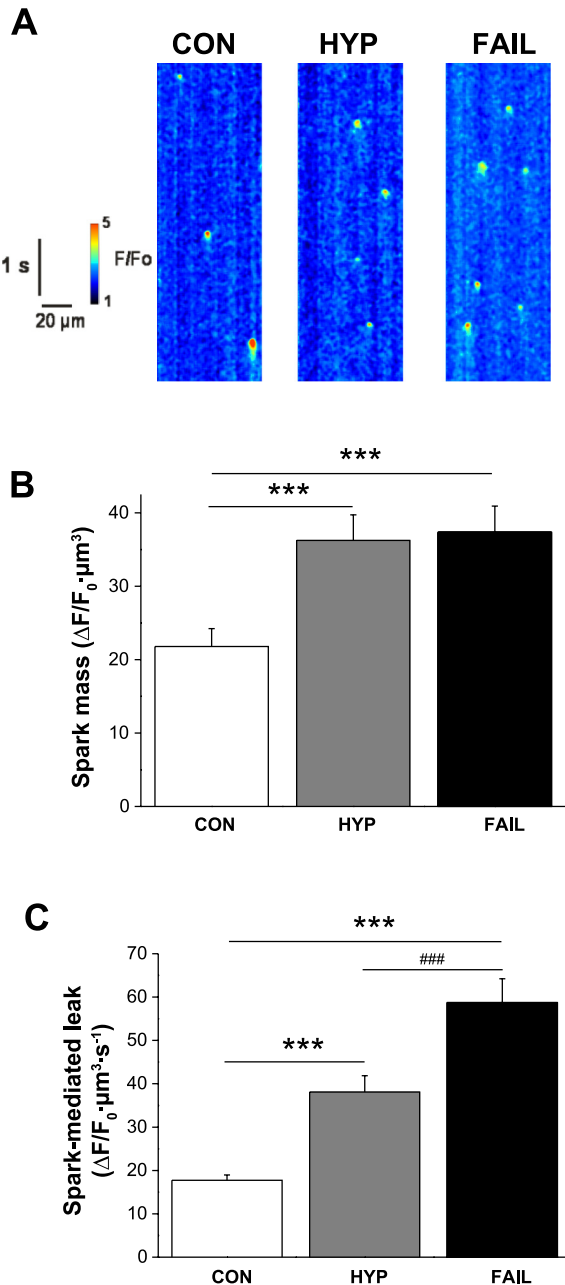 A
CON HYP FAIL
5
F/Fo
1 s
1
20 µm
B
***
***
Spark mass (ΔF/F₀·µm³)
40
30
20
10
0
CON HYP FAIL
C
***
###
***
Spark-mediated leak
(ΔF/F₀·µm³·s⁻¹)
70
60
50
40
30
20
10
0
CON HYP FAIL